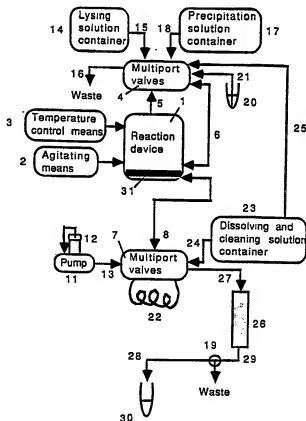 14
Lysing solution container
15
18
Precipitation solution container
17
16
Waste
Multiport valves
4
21
20
5
1
3
Temperature control means
Reaction device
6
25
2
Agitating means
31
23
Dissolving and cleaning solution container
7
8
24
12
Multiport valves
Pump
13
11
27
22
26
19
28
29
Waste
30